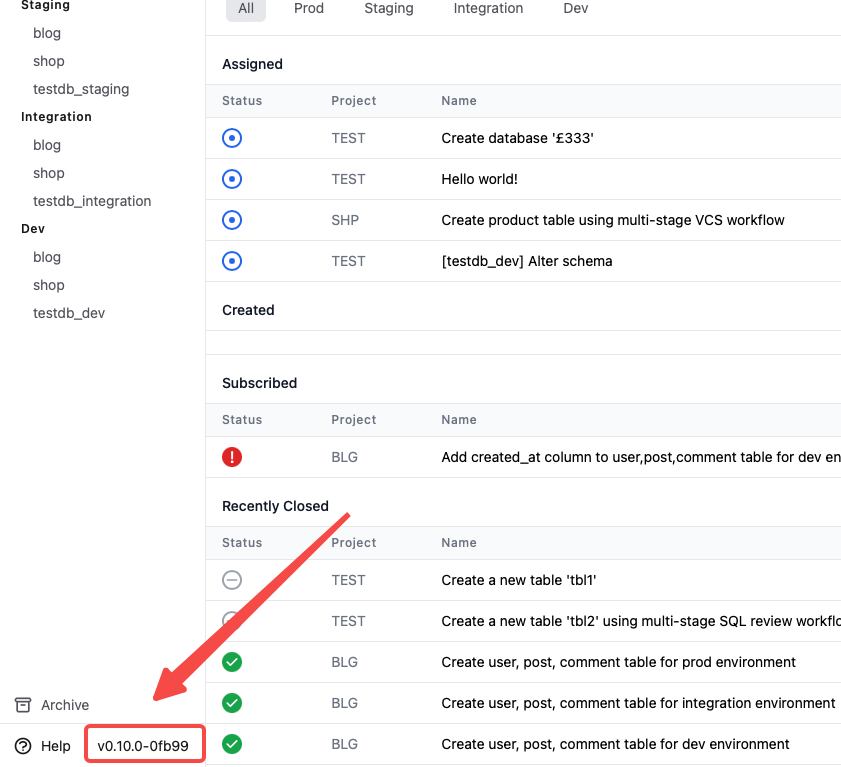 Staging
blog
shop
testdb_staging
Integration
blog
shop
testdb_integration
Dev
blog
shop
testdb_dev
Archive
Help v0.10.0-0fb99
All Prod Staging Integration Dev
Assigned
Status Project Name
TEST Create database '£333'
TEST Hello world!
SHP Create product table using multi-stage VCS workflow
TEST [testdb_dev] Alter schema
Created
Subscribed
Status Project Name
BLG Add created_at column to user,post,comment table for dev en
Recently Closed
Status Project Name
TEST Create a new table 'tbl1'
TEST Create a new table 'tbl2' using multi-stage SQL review workflo
BLG Create user, post, comment table for prod environment
BLG Create user, post, comment table for integration environment
BLG Create user, post, comment table for dev environment